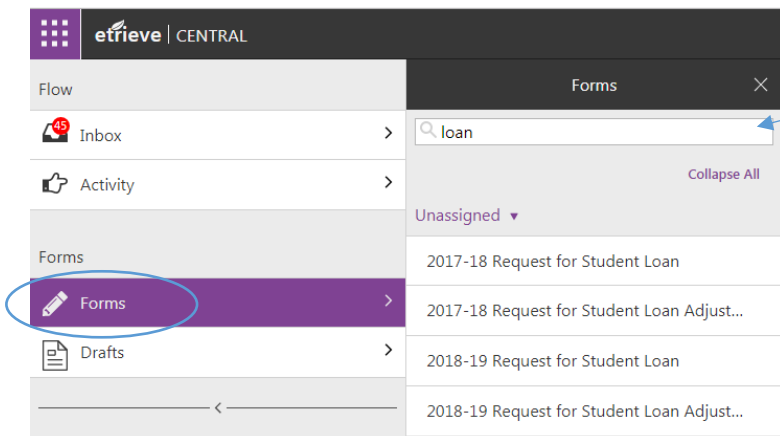 etrieve | CENTRAL
Flow
45
Inbox
Activity
Forms
Forms
Drafts
Forms
loan
Collapse All
Unassigned
2017-18 Request for Student Loan
2017-18 Request for Student Loan Adjust...
2018-19 Request for Student Loan
2018-19 Request for Student Loan Adjust...